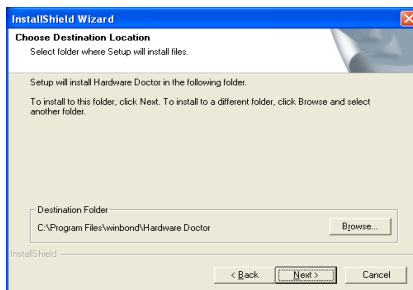 InstallShield Wizard
Choose Destination Location
Select folder where Setup will install files.
Setup will install Hardware Doctor in the following folder.
To install to this folder, click Next. To install to a different folder, click Browse and select
another folder.
Destination Folder
C:\Program Files\winbond\Hardware Doctor
Browse...
InstallShield
< Back
Next >
Cancel